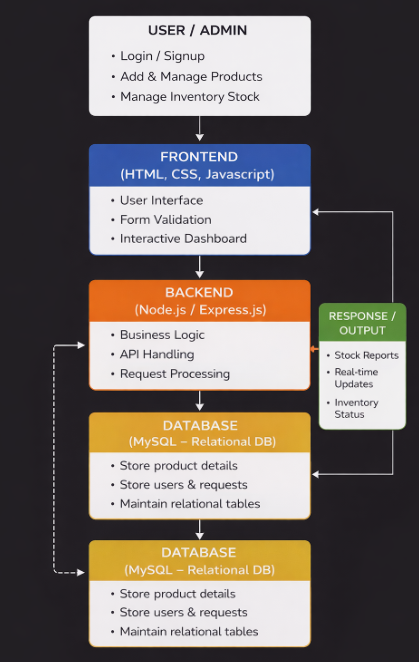 USER / ADMIN
• Login / Signup
• Add & Manage Products
• Manage Inventory Stock
FRONTEND
(HTML, CSS, Javascript)
• User Interface
• Form Validation
• Interactive Dashboard
BACKEND
(Node.js / Express.js)
• Business Logic
• API Handling
• Request Processing
RESPONSE /
OUTPUT
• Stock Reports
• Real-time
Updates
• Inventory
Status
DATABASE
(MySQL – Relational DB)
• Store product details
• Store users & requests
• Maintain relational tables
DATABASE
(MySQL – Relational DB)
• Store product details
• Store users & requests
• Maintain relational tables